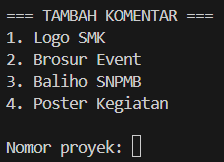 === TAMBAH KOMENTAR ===
1. Logo SMK
2. Brosur Event
3. Baliho SNPMB
4. Poster Kegiatan
Nomor proyek: